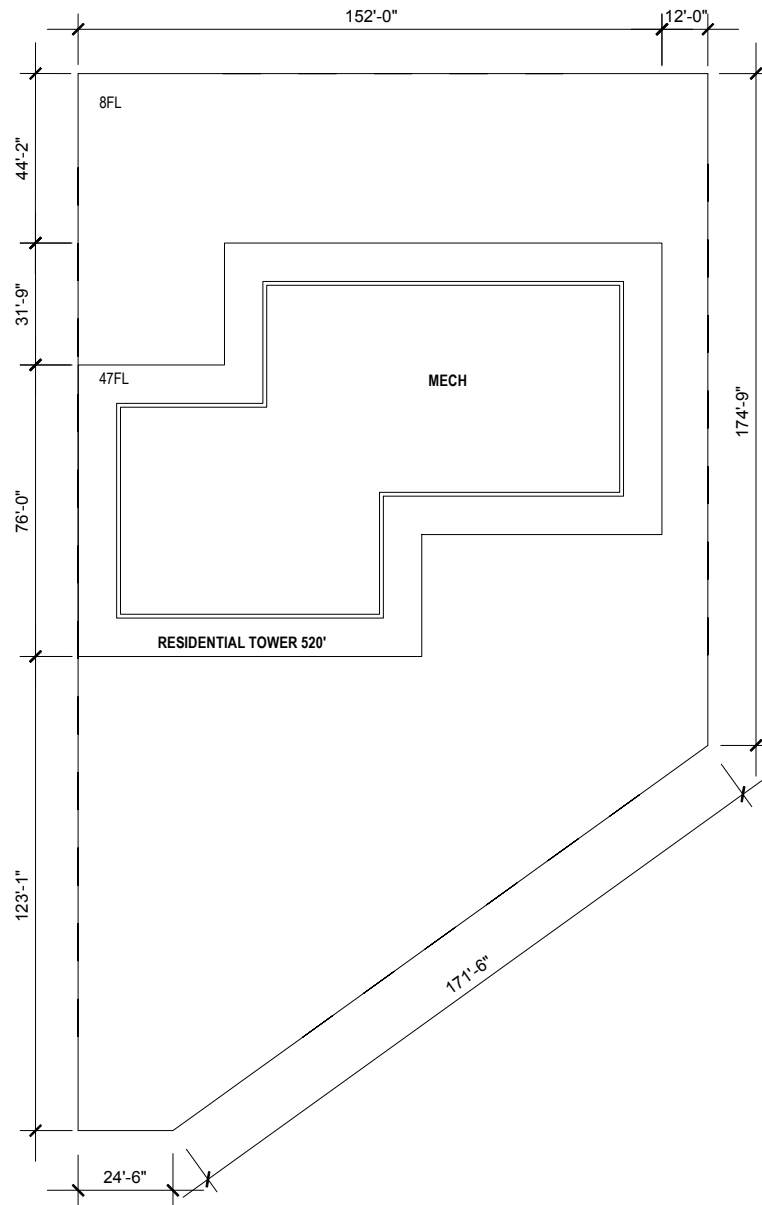 152'-0"
12'-0"
8FL
44'-2"
31'-9"
47FL
MECH
174'-9"
76'-0"
RESIDENTIAL TOWER 520'
123'-1"
171'-6"
24'-6"